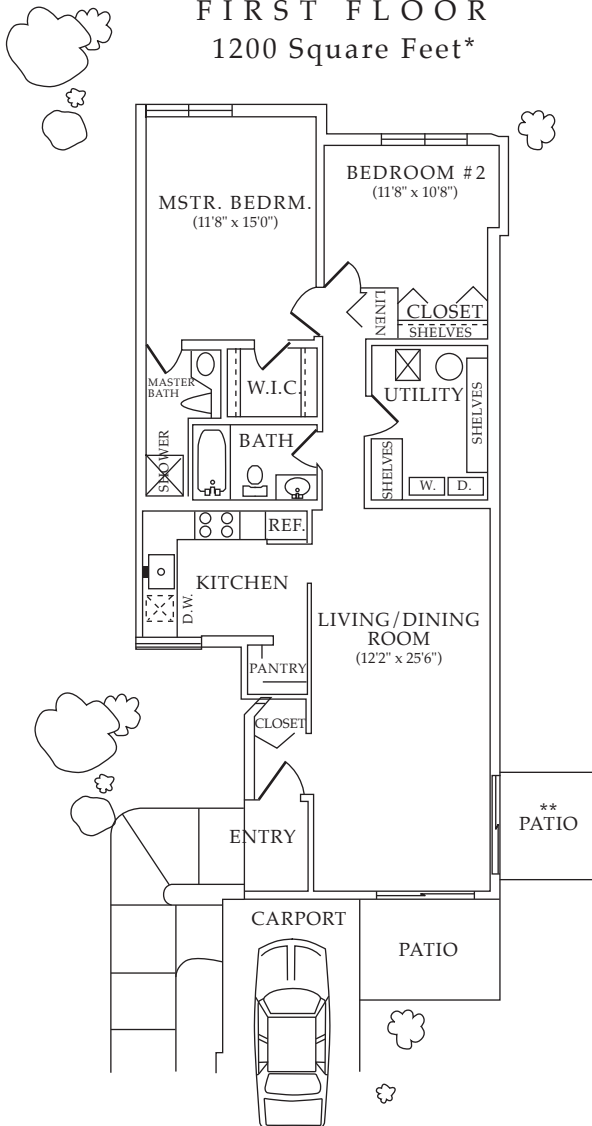 FIRST FLOOR
1200 Square Feet*
MSTR. BEDRM.
(11'8" x 15'0")
BEDROOM #2
(11'8" x 10'8")
LINEN
CLOSET
SHELVES
MASTER
BATH
W.I.C.
UTILITY
SHELVES
SHOWER
BATH
SHELVES
W.
D.
REF.
KITCHEN
D.W.
LIVING/DINING
ROOM
(12'2" x 25'6")
PANTRY
CLOSET
ENTRY
**
PATIO
CARPORT
PATIO